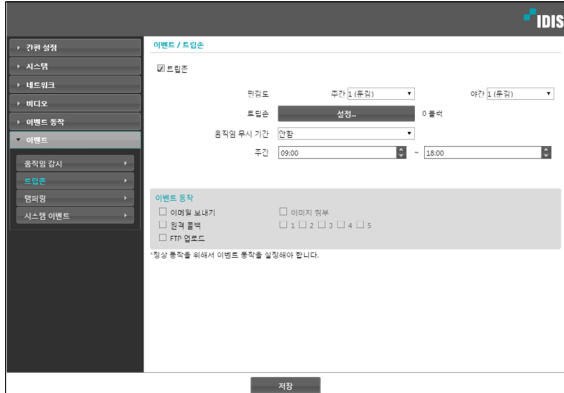 IDIS
간편 설정
시스템
네트워크
비디오
이벤트 동작
이벤트
움직임 감시
트립존
탬퍼링
시스템 이벤트
이벤트 / 트립존
트립존
민감도 주간 1 (둔감) 야간 1 (둔감)
트립존 설정... 0 블럭
움직임 무시 기간 안함
주간 09:00 ~ 18:00
이벤트 동작
이메일 보내기 이미지 첨부
원격 콜백 1 2 3 4 5
FTP 업로드
*정상 동작을 위해서 이벤트 동작을 설정해야 합니다.
저장